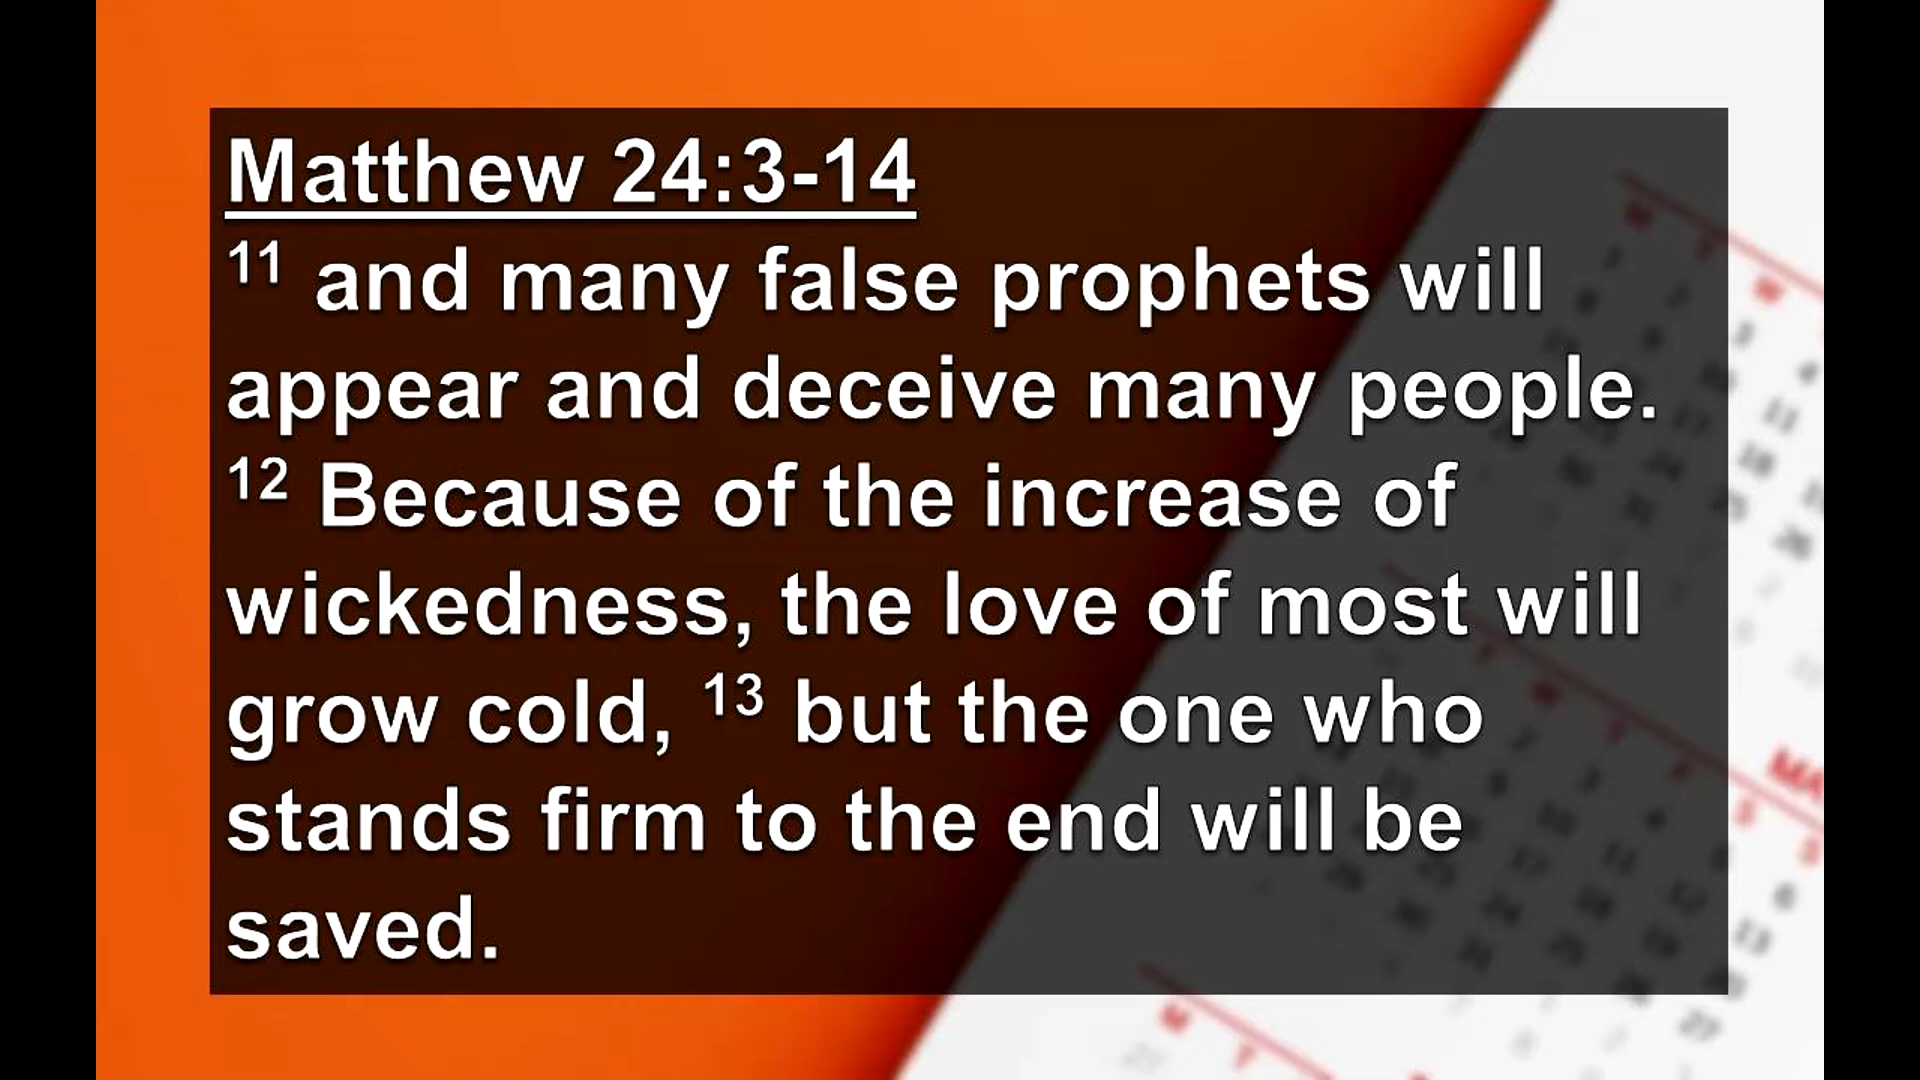 Matthew 24:3-14
11 and many false prophets will
appear and deceive many people.
12 Because of the increase of
wickedness, the love of most will
grow cold, 13 but the one who
stands firm to the end will be
saved.